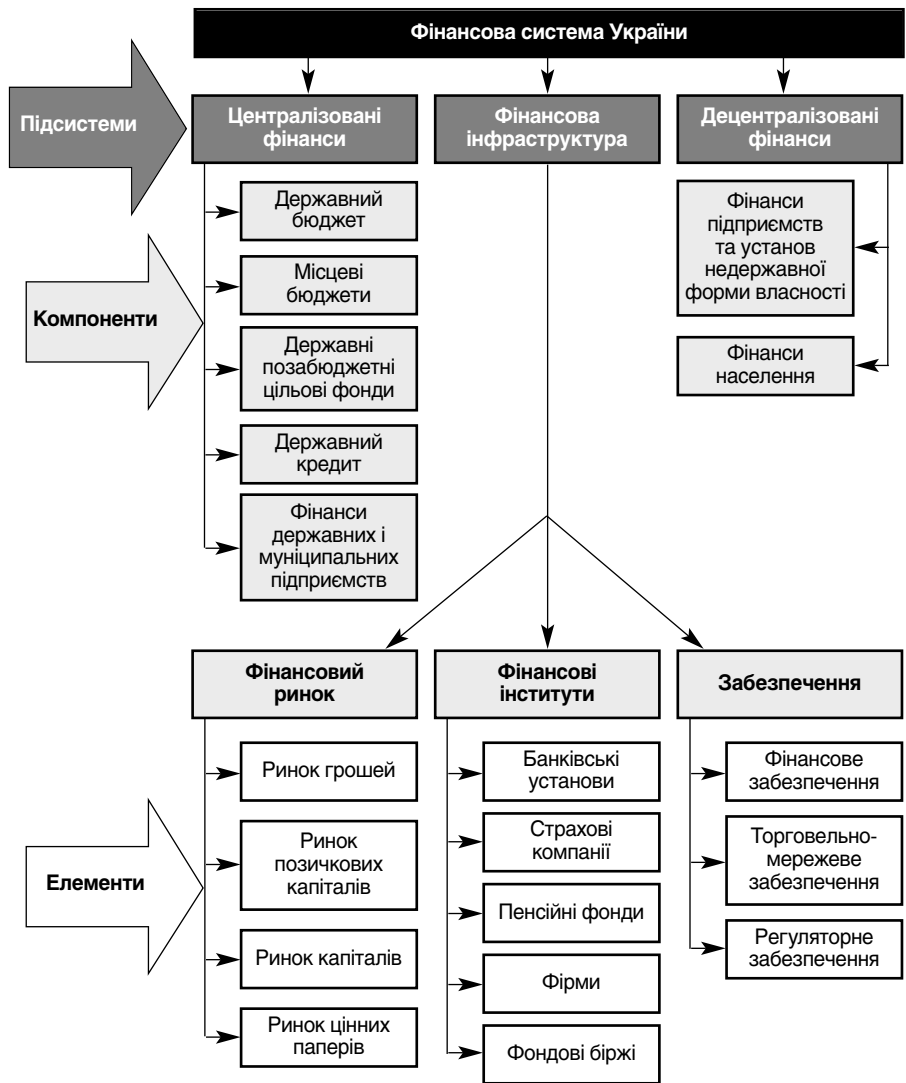 Фінансова система України
Підсистеми
Централізовані
фінанси
Фінансова
інфраструктура
Децентралізовані
фінанси
Компоненти
Державний
бюджет
Місцеві
бюджети
Державні
позабюджетні
цільові фонди
Державний
кредит
Фінанси
державних і
муніципальних
підприємств
Фінанси
підприємств
та установ
недержавної
форми власності
Фінанси
населення
Фінансовий
ринок
Фінансові
інститути
Забезпечення
Елементи
Ринок грошей
Ринок
позичкових
капіталів
Ринок капіталів
Ринок цінних
паперів
Банківські
установи
Страхові
компанії
Пенсійні фонди
Фірми
Фондові біржі
Фінансове
забезпечення
Торговельно-
мережеве
забезпечення
Регуляторне
забезпечення